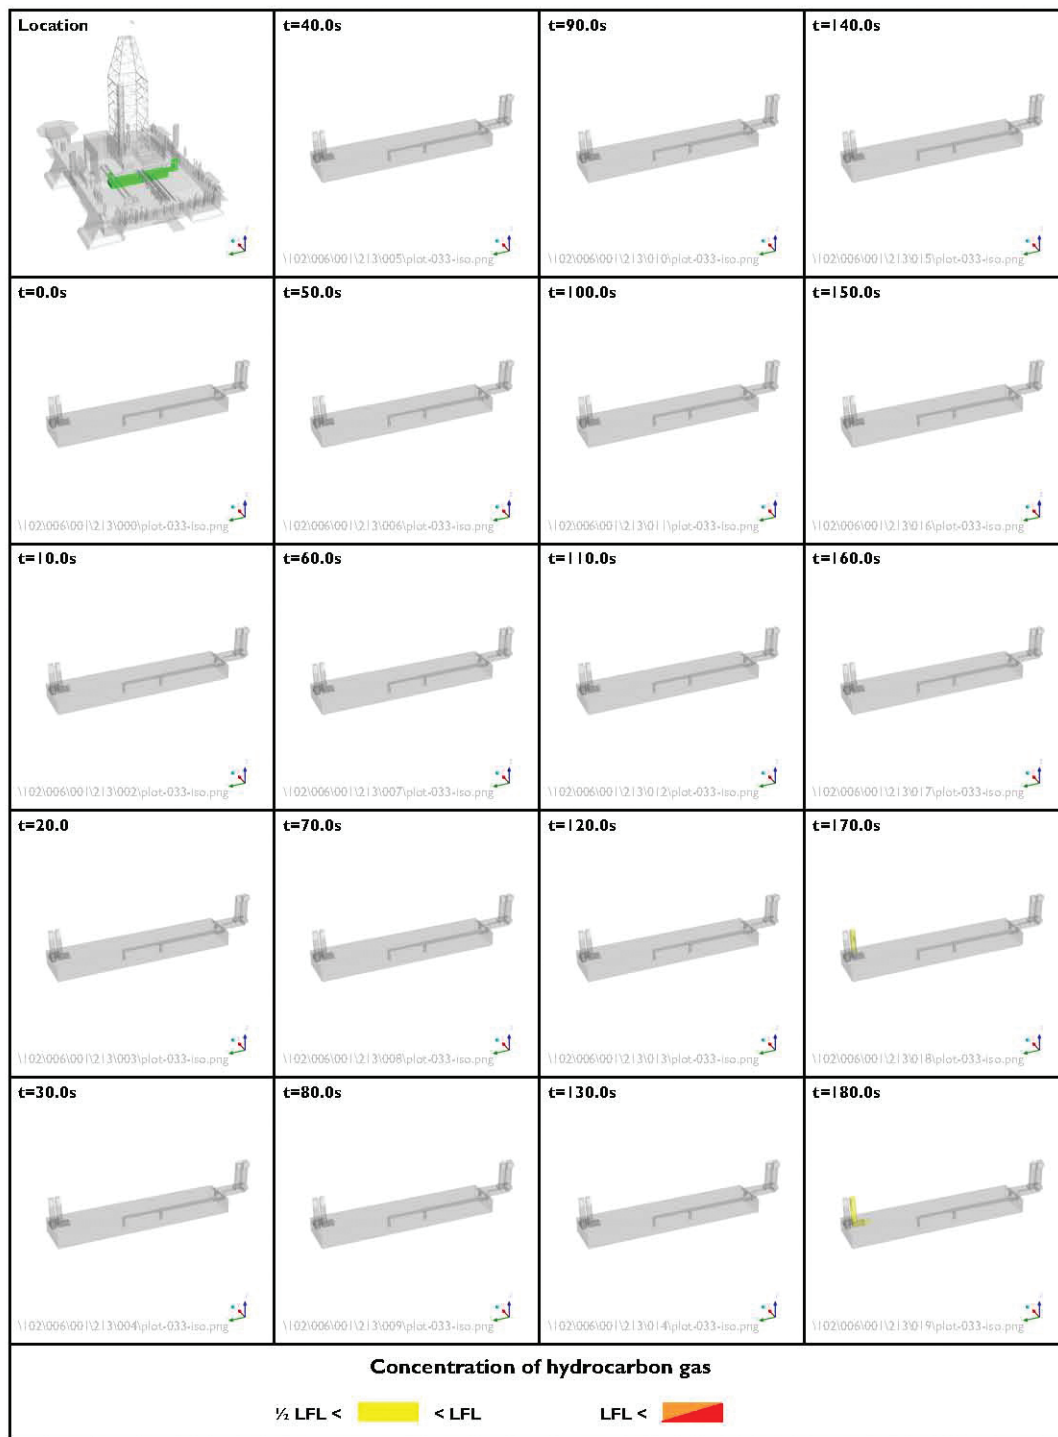 Location
t=0.0s
\102\006\001\213\000\plot-033-iso.png
t=10.0s
\102\006\001\213\002\plot-033-iso.png
t=20.0
\102\006\001\213\003\plot-033-iso.png
t=30.0s
\102\006\001\213\004\plot-033-iso.png
t=40.0s
\102\006\001\213\005\plot-033-iso.png
t=50.0s
\102\006\001\213\006\plot-033-iso.png
t=60.0s
\102\006\001\213\007\plot-033-iso.png
t=70.0s
\102\006\001\213\008\plot-033-iso.png
t=80.0s
\102\006\001\213\009\plot-033-iso.png
t=90.0s
\102\006\001\213\010\plot-033-iso.png
t=100.0s
\102\006\001\213\011\plot-033-iso.png
t=110.0s
\102\006\001\213\012\plot-033-iso.png
t=120.0s
\102\006\001\213\013\plot-033-iso.png
t=130.0s
\102\006\001\213\014\plot-033-iso.png
t=140.0s
\102\006\001\213\015\plot-033-iso.png
t=150.0s
\102\006\001\213\016\plot-033-iso.png
t=160.0s
\102\006\001\213\017\plot-033-iso.png
t=170.0s
\102\006\001\213\018\plot-033-iso.png
t=180.0s
\102\006\001\213\019\plot-033-iso.png
Concentration of hydrocarbon gas
½ LFL < < LFL LFL <